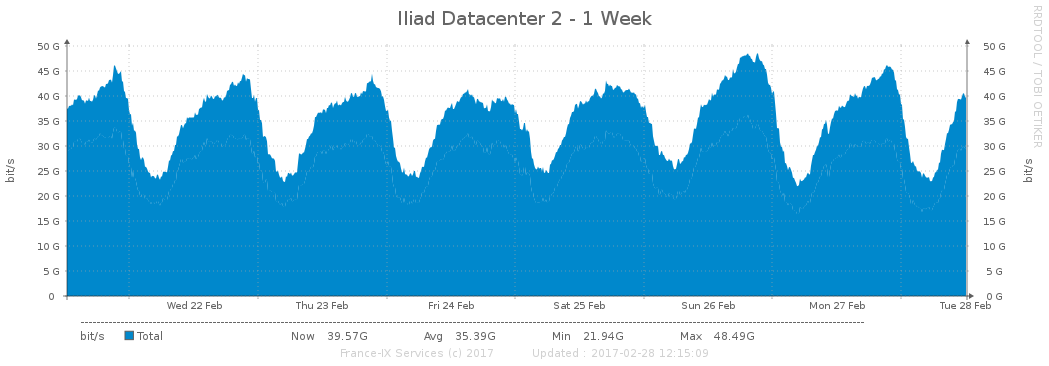 Iliad Datacenter 2 - 1 Week
RRDTOOL / TOBI OETIKER
bit/s
50 G
45 G
40 G
35 G
30 G
25 G
20 G
15 G
10 G
5 G
0
50 G
45 G
40 G
35 G
30 G
25 G
20 G
15 G
10 G
5 G
0 G
bit/s
Wed 22 Feb Thu 23 Feb Fri 24 Feb Sat 25 Feb Sun 26 Feb Mon 27 Feb Tue 28 Feb
bit/s Total Now 39.57G Avg 35.39G Min 21.94G Max 48.49G
France-IX Services (c) 2017 Updated : 2017-02-28 12:15:09